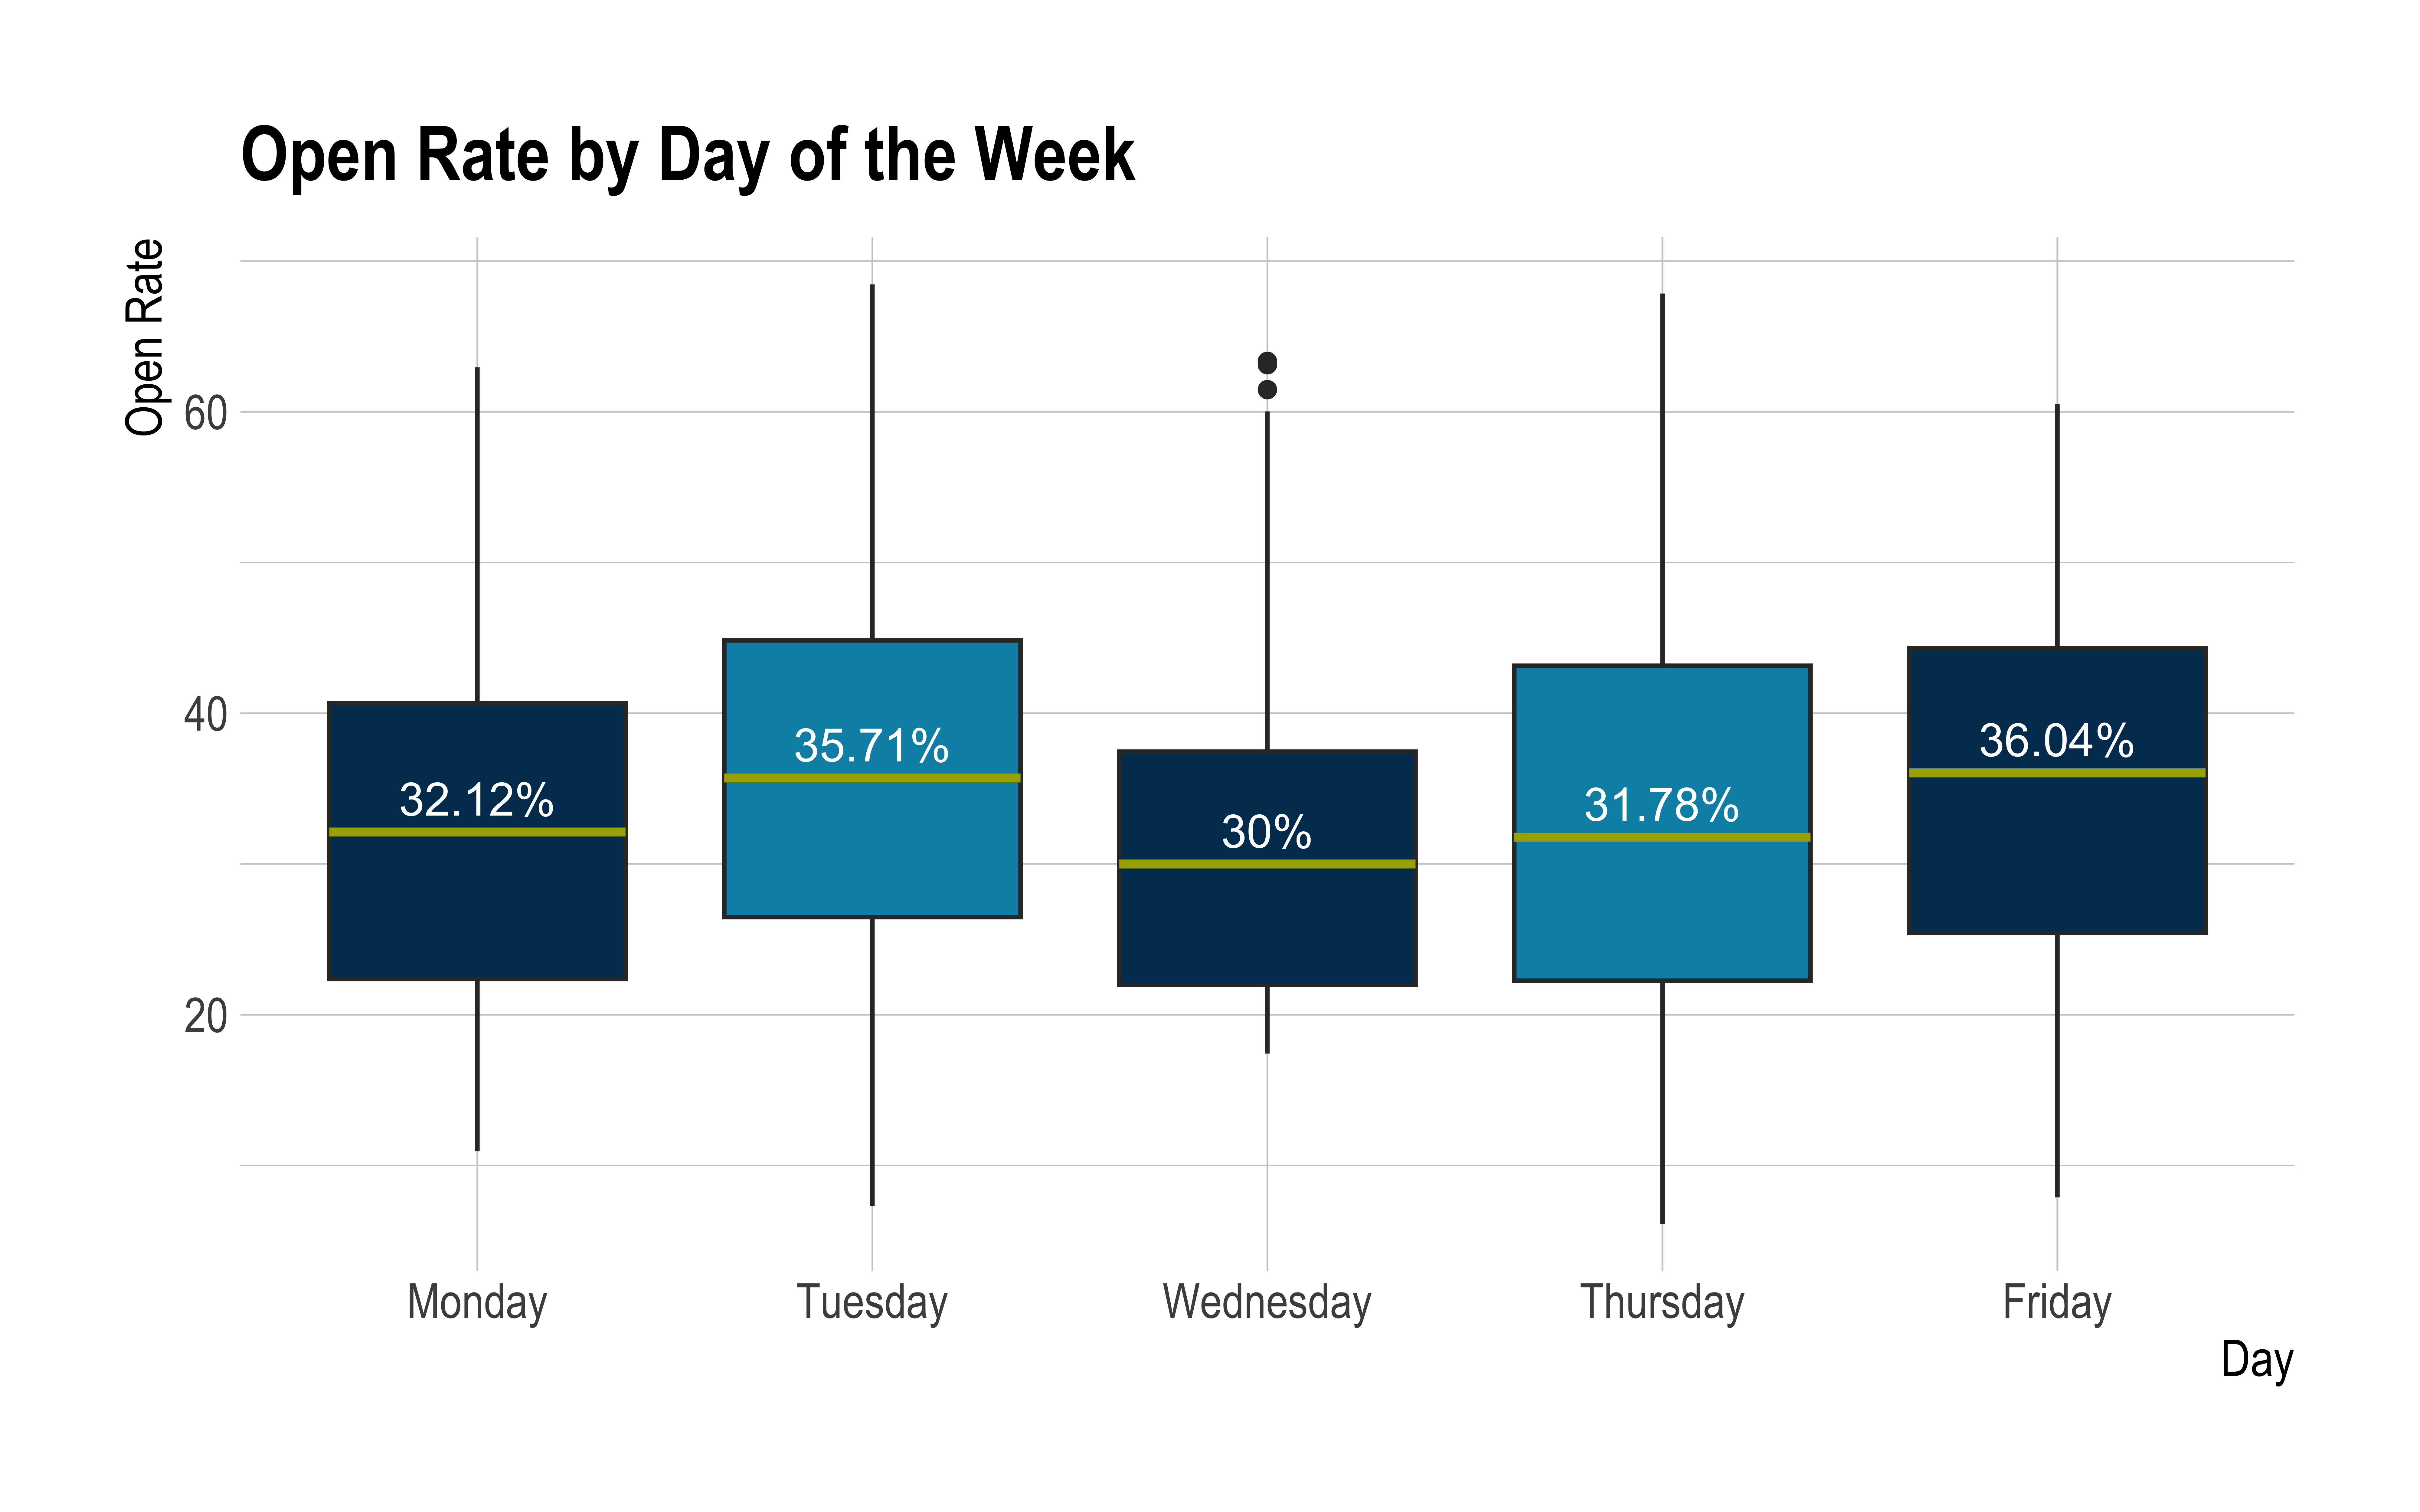 Open Rate by Day of the Week
Open Rate
60
40
20
32.12%
35.71%
30%
31.78%
36.04%
Monday
Tuesday
Wednesday
Thursday
Friday
Day